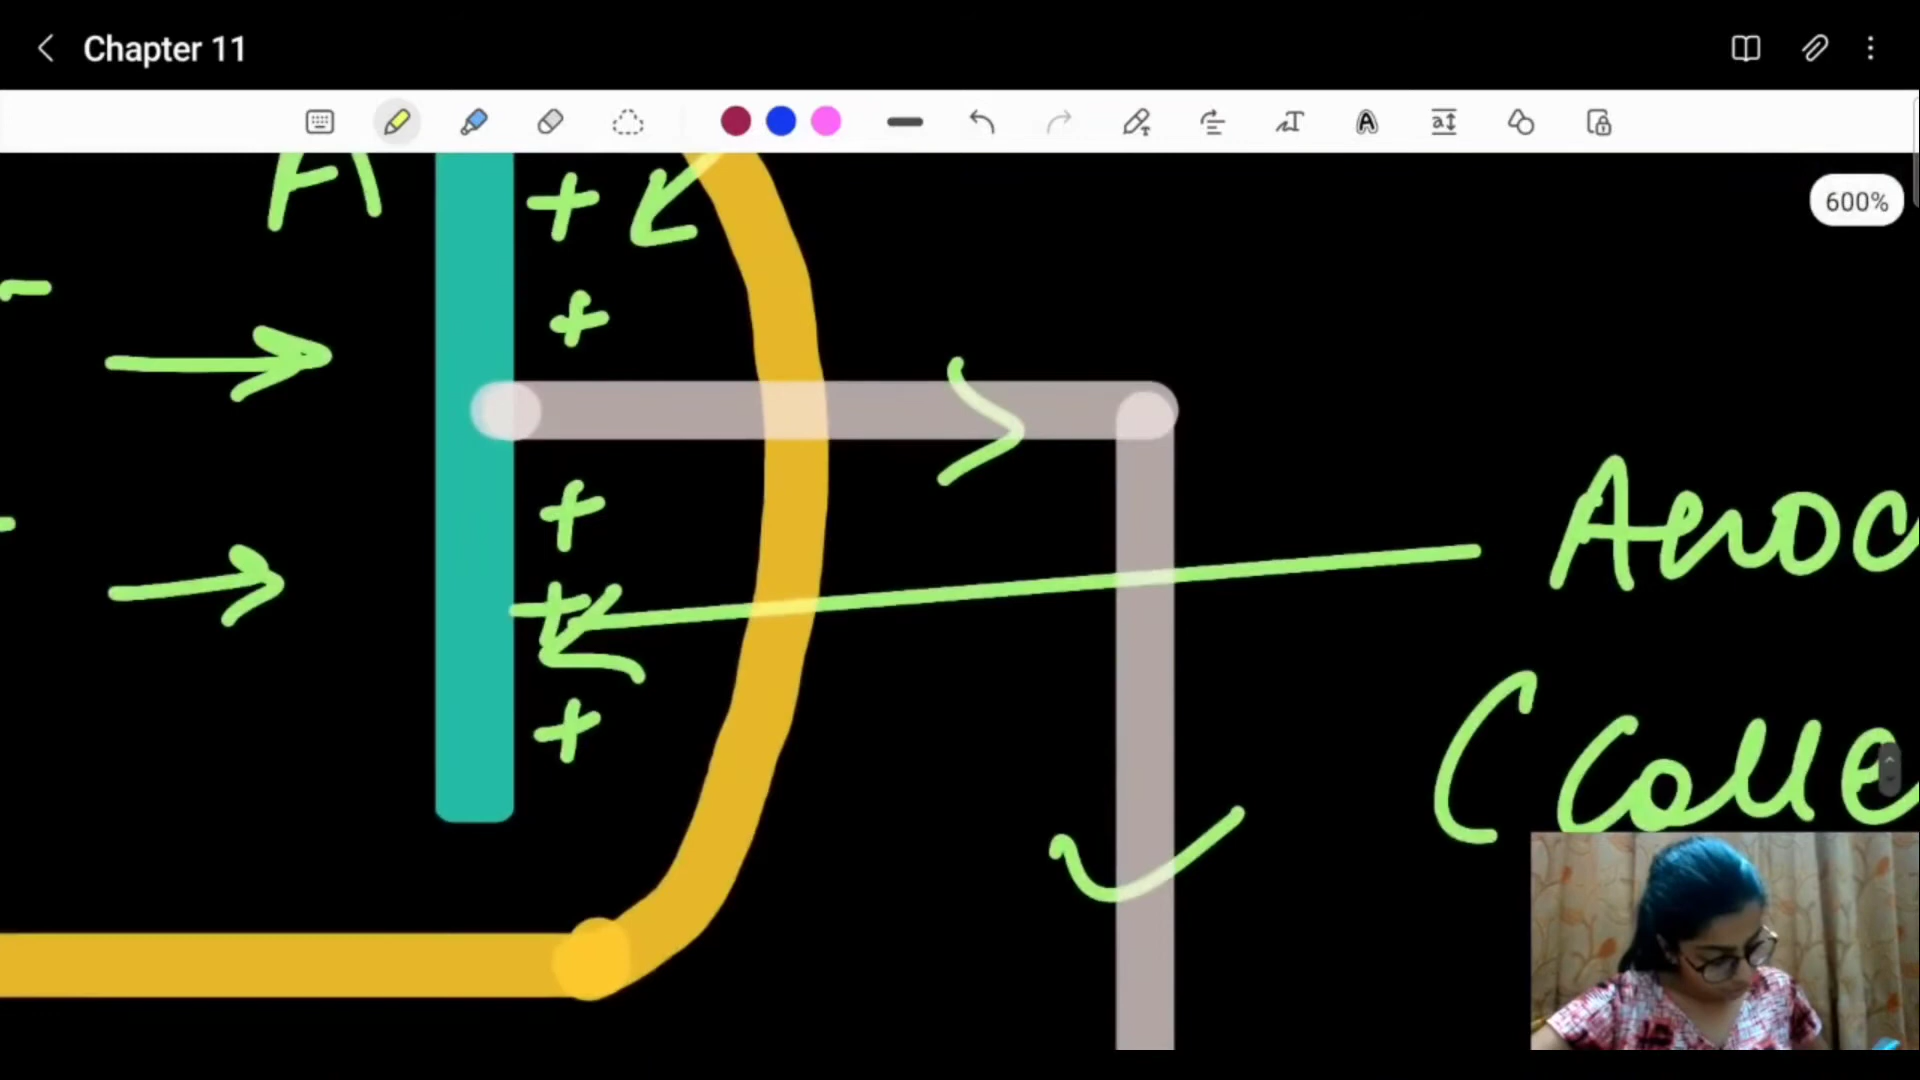 Chapter 11
600%
A
+
+
Anod
+
+
(Colle
+